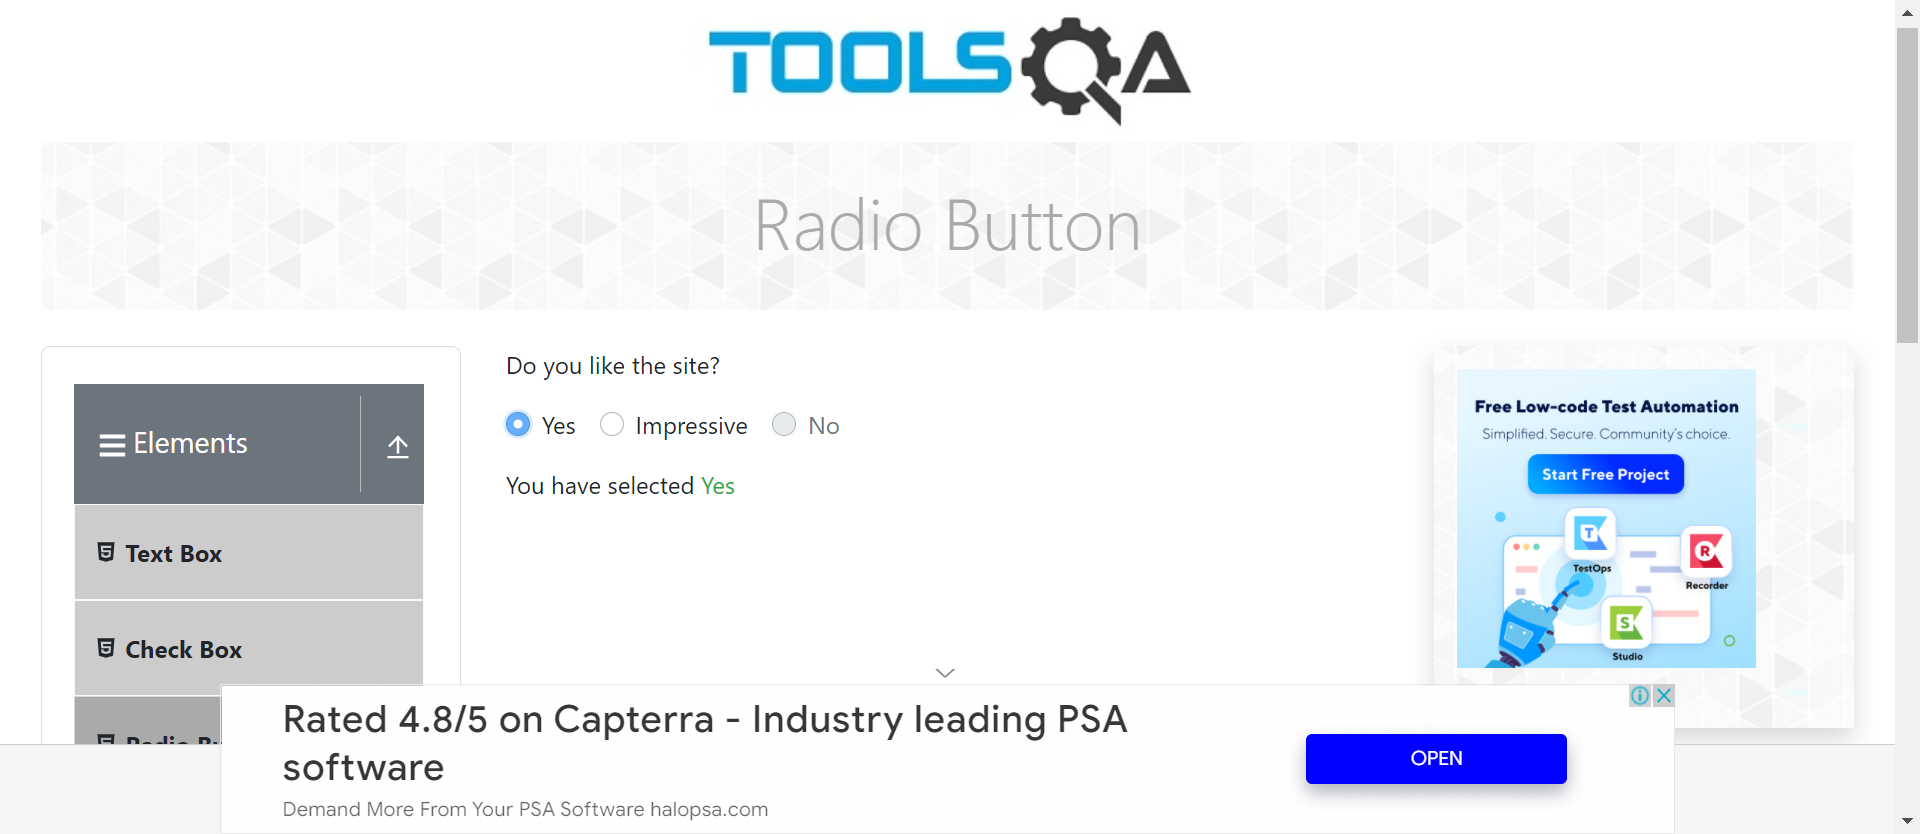 TOOLSQA
Radio Button
Elements
Text Box
Check Box
Do you like the site?
Yes
Impressive
No
You have selected Yes
Free Low-code Test Automation
Simplified. Secure. Community's choice.
Start Free Project
TestOps
Recorder
Studio
Rated 4.8/5 on Capterra - Industry leading PSA
software
Demand More From Your PSA Software halopsa.com
OPEN